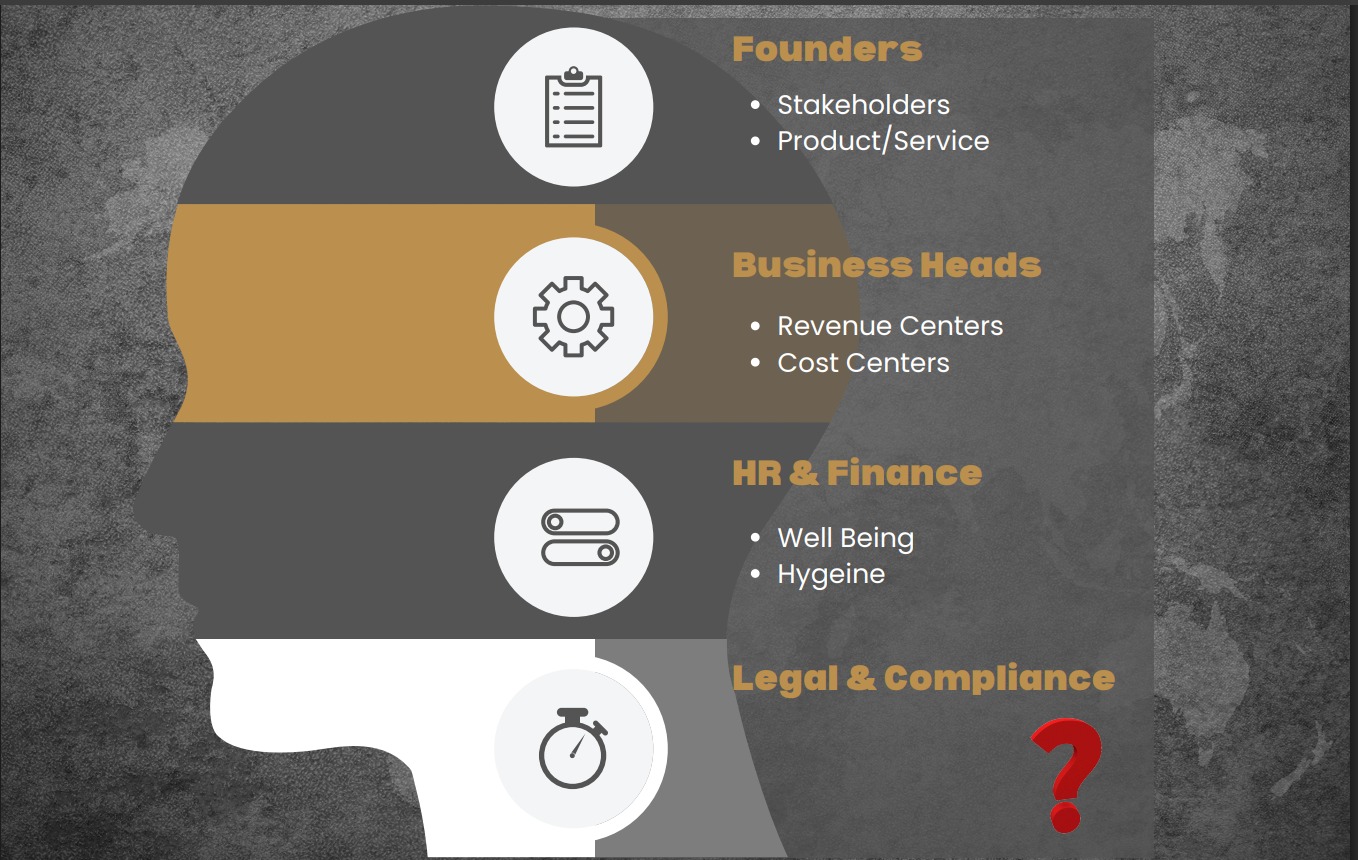 Founders
• Stakeholders
• Product/Service
Business Heads
• Revenue Centers
• Cost Centers
HR & Finance
• Well Being
• Hygeine
Legal & Compliance
?